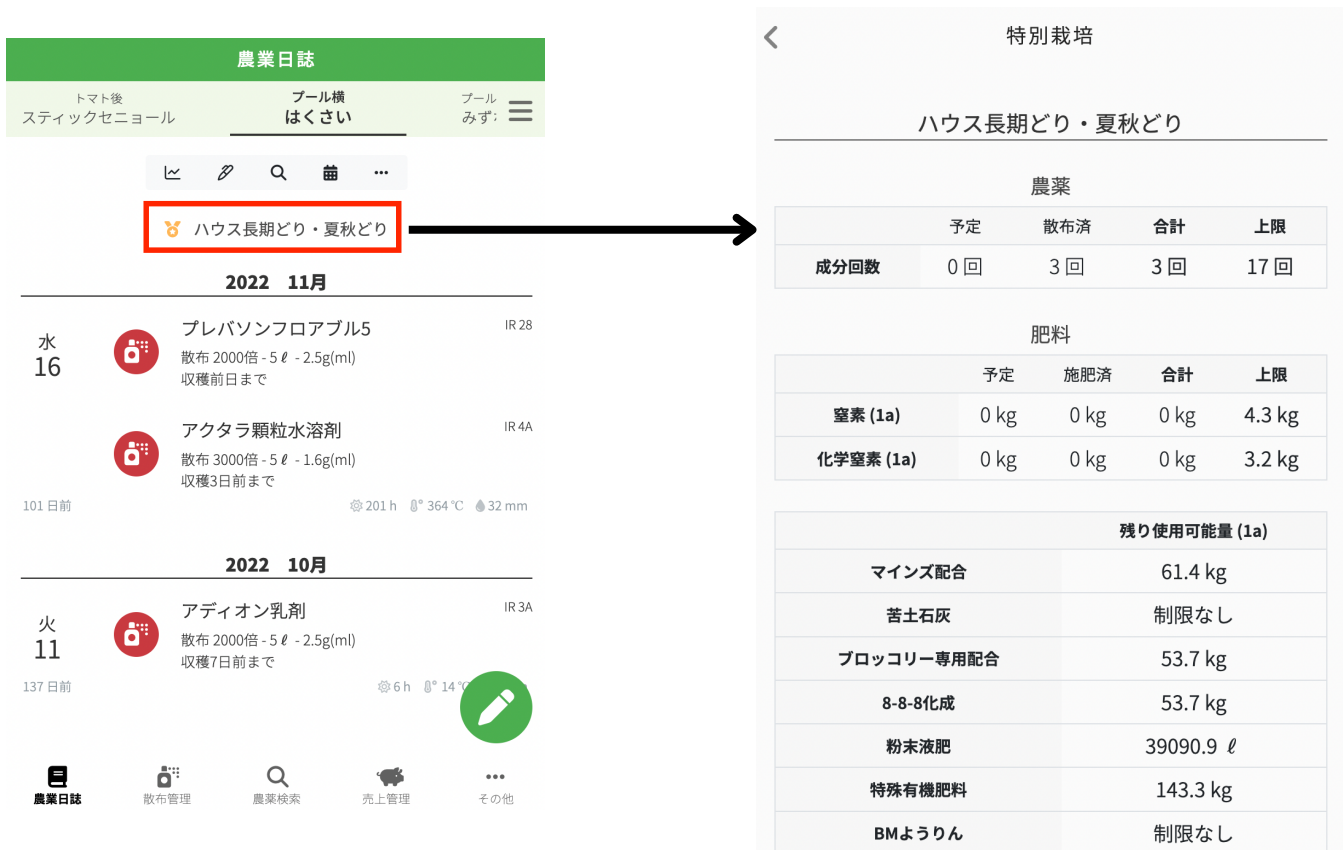 農業日誌
トマト後
スティックセニョール
プール横
はくさい
プール
みず
ハウス長期どり・夏秋どり
2022 11月
水
16
プレバソンフロアブル5
IR 28
散布 2000倍 - 5ℓ - 2.5g(ml)
収穫前日まで
アクタラ顆粒水溶剤
IR 4A
散布 3000倍 - 5ℓ - 1.6g(ml)
収穫3日前まで
101 日前
201 h 364 ℃ 32 mm
2022 10月
火
11
アディオン乳剤
IR 3A
散布 2000倍 - 5ℓ - 2.5g(ml)
収穫7日前まで
137 日前
6 h 14 ℃
農業日誌
散布管理
農薬検索
売上管理
その他
特別栽培
ハウス長期どり・夏秋どり
農薬
予定 散布済 合計 上限
成分回数 0 回 3 回 3 回 17 回
肥料
予定 施肥済 合計 上限
窒素 (1a) 0 kg 0 kg 0 kg 4.3 kg
化学窒素 (1a) 0 kg 0 kg 0 kg 3.2 kg
残り使用可能量 (1a)
マインズ配合 61.4 kg
苦土石灰 制限なし
ブロッコリー専用配合 53.7 kg
8-8-8化成 53.7 kg
粉末液肥 39090.9 ℓ
特殊有機肥料 143.3 kg
BMようりん 制限なし